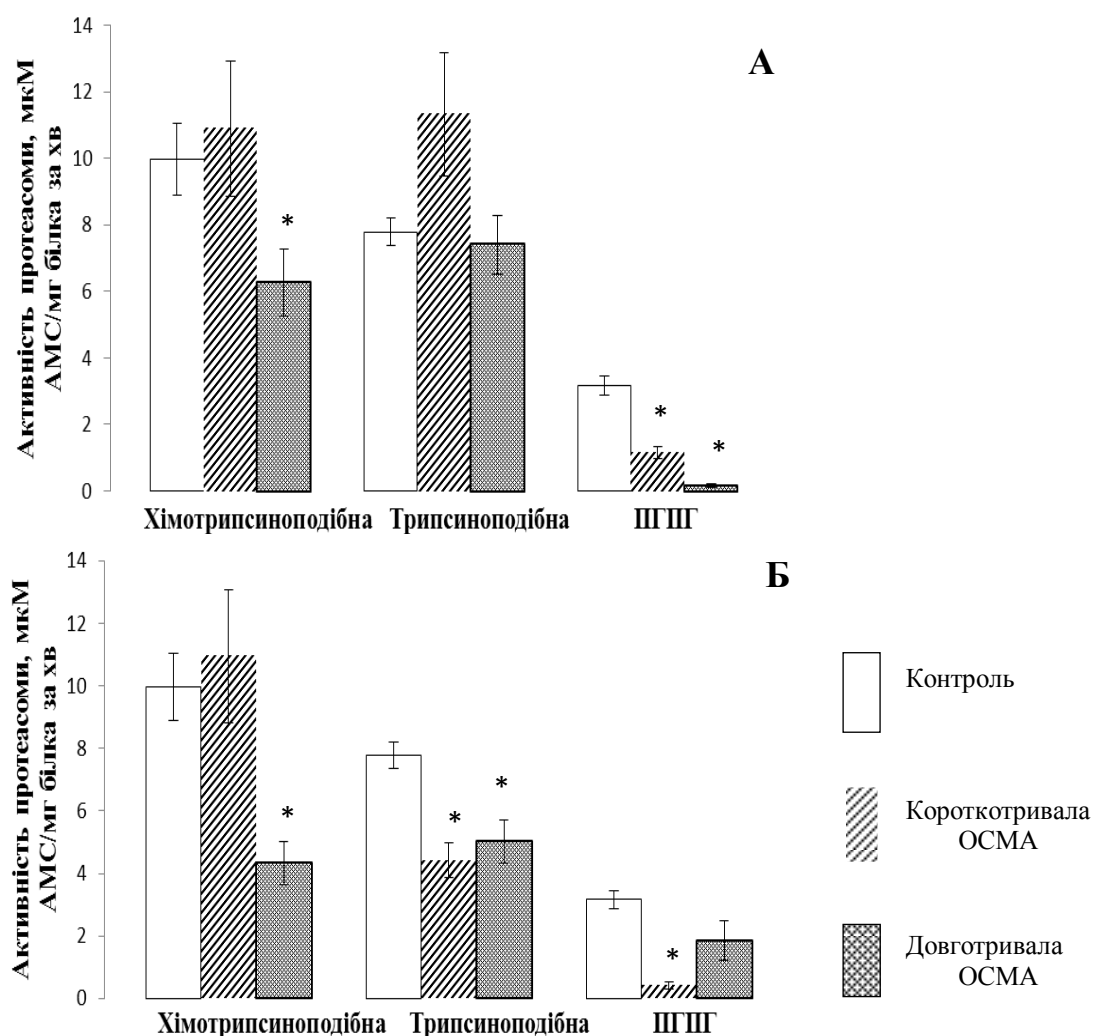 Активність протеасоми, мкМ
АМС/мг білка за хв
14
12
10
8
6
4
2
0
А
*
*
*
Хімотрипсиноподібна Трипсиноподібна ПГПГ
Активність протеасоми, мкМ
АМС/мг білка за хв
14
12
10
8
6
4
2
0
Б
*
*
*
*
Хімотрипсиноподібна Трипсиноподібна ПГПГ
Контроль
Короткотривала
ОСМА
Довготривала
ОСМА